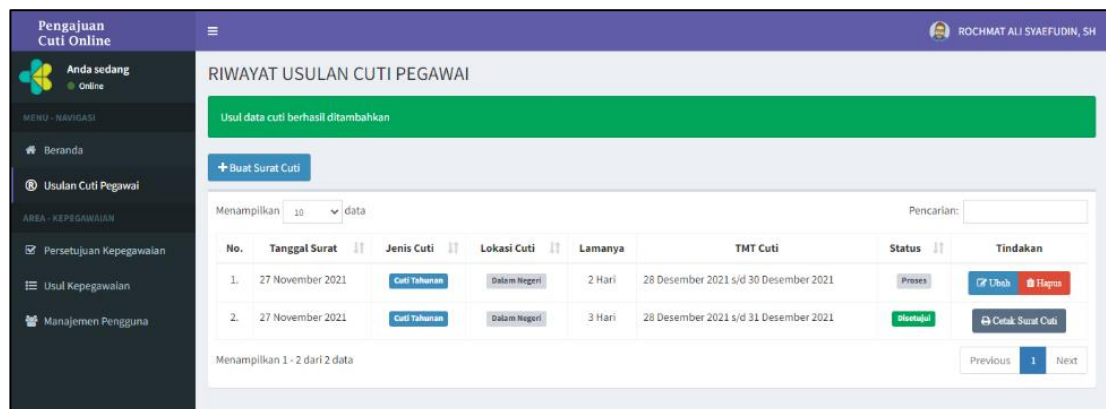 Pengajuan
Cuti Online
ROCHMAT ALI SYAEFUDIN, SH
Anda sedang
Online
RIWAYAT USULAN CUTI PEGAWAI
MENU - NAVIGASI
Usul data cuti berhasil ditambahkan
Beranda
+ Buat Surat Cuti
Usulan Cuti Pegawai
AREA - KEPEGAWAIAN
Menampilkan 10 data Pencarian:
Persetujuan Kepegawaian
Usul Kepegawaian
Manajemen Pengguna
No. Tanggal Surat Jenis Cuti Lokasi Cuti Lamanya TMT Cuti Status Tindakan
1. 27 November 2021 Cuti Tahunan Dalam Negeri 2 Hari 28 Desember 2021 s/d 30 Desember 2021 Proses Ubah Hapus
2. 27 November 2021 Cuti Tahunan Dalam Negeri 3 Hari 28 Desember 2021 s/d 31 Desember 2021 Disetujui Cetak Surat Cuti
Menampilkan 1 - 2 dari 2 data Previous 1 Next